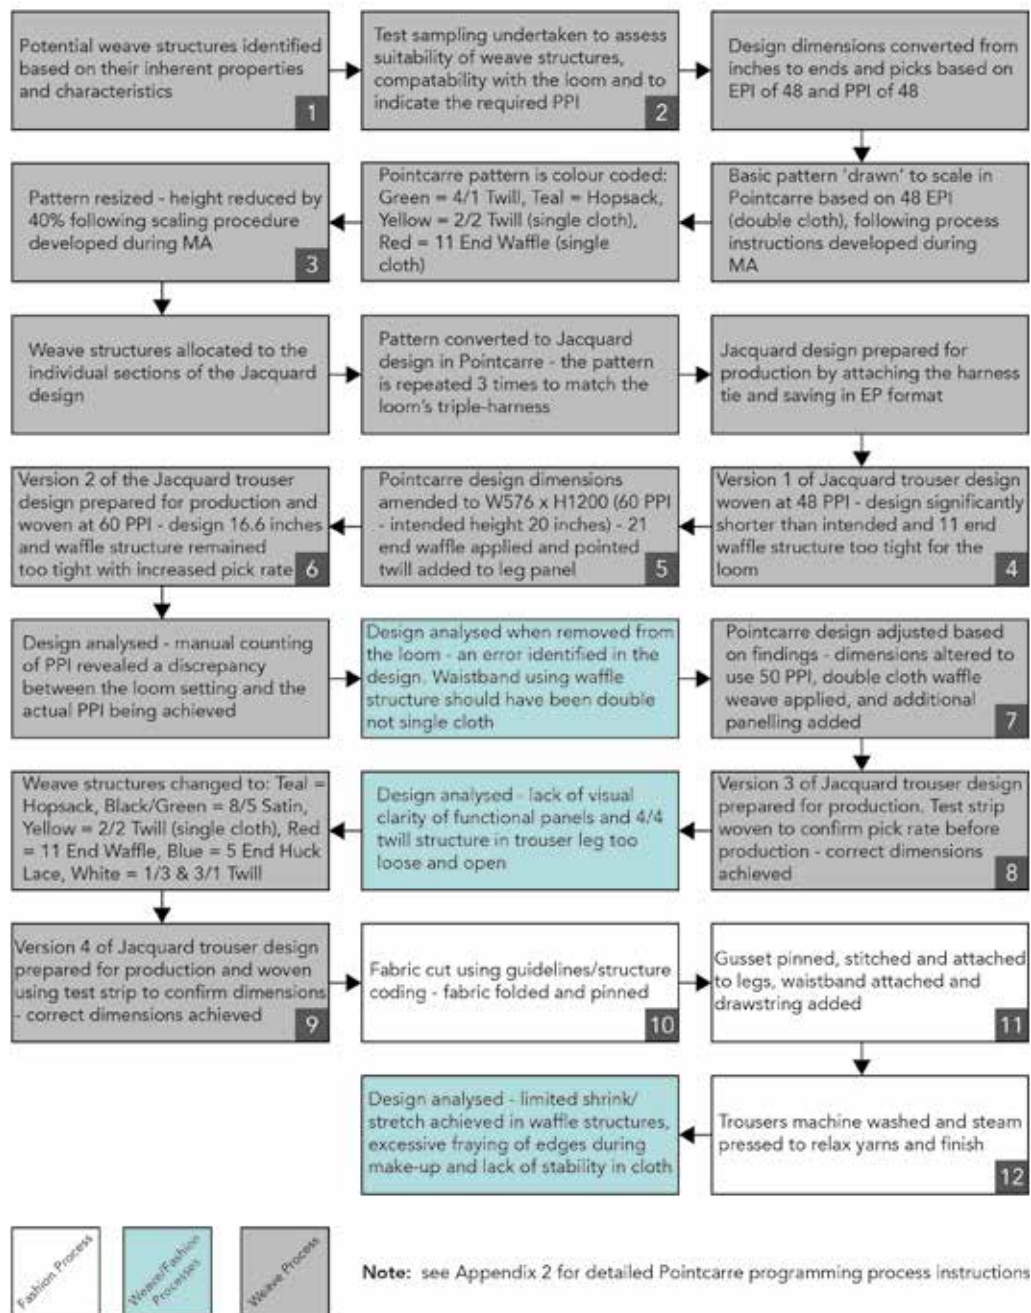 Potential weave structures identified
based on their inherent properties
and characteristics
1
Test sampling undertaken to assess
suitability of weave structures,
compatability with the loom and to
indicate the required PPI
2
Design dimensions converted from
inches to ends and picks based on
EPI of 48 and PPI of 48
Basic pattern 'drawn' to scale in
Pointcarre based on 48 EPI
(double cloth), following process
instructions developed during
MA
Pointcarre pattern is colour coded:
Green = 4/1 Twill, Teal = Hopsack,
Yellow = 2/2 Twill (single cloth),
Red = 11 End Waffle (single
cloth)
Pattern resized - height reduced by
40% following scaling procedure
developed during MA
3
Weave structures allocated to the
individual sections of the Jacquard
design
Pattern converted to Jacquard
design in Pointcarre - the pattern
is repeated 3 times to match the
loom's triple-harness
Jacquard design prepared for
production by attaching the harness
tie and saving in EP format
Version 1 of Jacquard trouser design
woven at 48 PPI - design significantly
shorter than intended and 11 end
waffle structure too tight for the
loom
4
Pointcarre design dimensions
amended to W576 x H1200 (60 PPI
- intended height 20 inches) - 21
end waffle applied and pointed
twill added to leg panel
5
Version 2 of the Jacquard trouser
design prepared for production and
woven at 60 PPI - design 16.6 inches
and waffle structure remained
too tight with increased pick rate
6
Design analysed - manual counting
of PPI revealed a discrepancy
between the loom setting and the
actual PPI being achieved
Design analysed when removed from
the loom - an error identified in the
design. Waistband using waffle
structure should have been double
not single cloth
Pointcarre design adjusted based
on findings - dimensions altered to
use 50 PPI, double cloth waffle
weave applied, and additional
panelling added
7
Version 3 of Jacquard trouser design
prepared for production. Test strip
woven to confirm pick rate before
production - correct dimensions
achieved
8
Design analysed - lack of visual
clarity of functional panels and 4/4
twill structure in trouser leg too
loose and open
Weave structures changed to: Teal =
Hopsack, Black/Green = 8/5 Satin,
Yellow = 2/2 Twill (single cloth), Red
= 11 End Waffle, Blue = 5 End Huck
Lace, White = 1/3 & 3/1 Twill
Version 4 of Jacquard trouser design
prepared for production and woven
using test strip to confirm dimensions
- correct dimensions achieved
9
Fabric cut using guidelines/structure
coding - fabric folded and pinned
10
Gusset pinned, stitched and attached
to legs, waistband attached and
drawstring added
11
Trousers machine washed and steam
pressed to relax yarns and finish
12
Design analysed - limited shrink/
stretch achieved in waffle structures,
excessive fraying of edges during
make-up and lack of stability in cloth
Fashion Process
Weave/Fashion
Processes
Weave Process
Note: see Appendix 2 for detailed Pointcarre programming process instructions